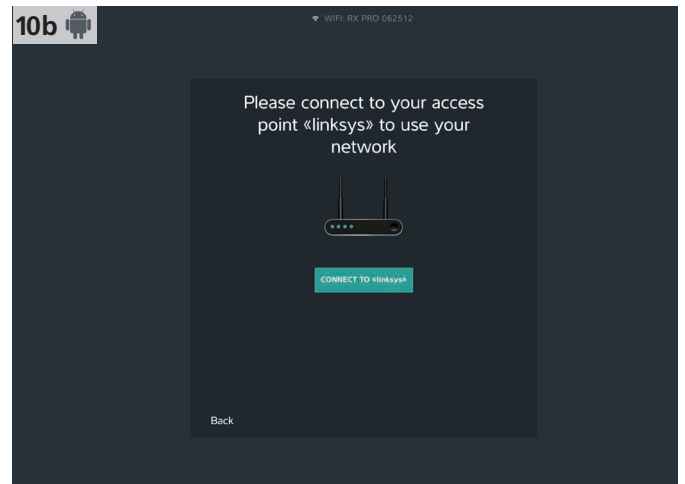 10b
WIFI: RX PRO 062512
Please connect to your access
point «linksys» to use your
network
CONNECT TO «linksys»
Back